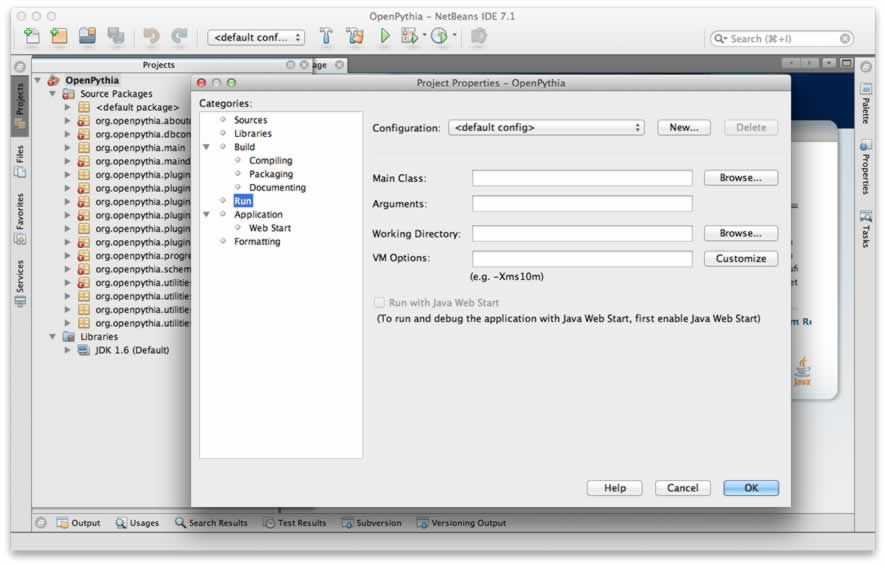 OpenPythia – NetBeans IDE 7.1
<default conf...
Search (⌘+I)
Projects
age
Projects
Files
Favorites
Services
OpenPythia
Source Packages
<default package>
org.openpythia.aboutd
org.openpythia.dbcon
org.openpythia.main
org.openpythia.maind
org.openpythia.plugin
org.openpythia.plugin
org.openpythia.plugin
org.openpythia.plugin
org.openpythia.plugin
org.openpythia.plugin
org.openpythia.progre
org.openpythia.schem
org.openpythia.utilitie
org.openpythia.utilitie
org.openpythia.utilitie
org.openpythia.utilitie
Libraries
JDK 1.6 (Default)
Project Properties – OpenPythia
Categories:
Sources
Libraries
Build
Compiling
Packaging
Documenting
Run
Application
Web Start
Formatting
Configuration:
<default config>
New...
Delete
Main Class:
Browse...
Arguments:
Working Directory:
Browse...
VM Options:
Customize
(e.g. -Xms10m)
Run with Java Web Start
(To run and debug the application with Java Web Start, first enable Java Web Start)
Help
Cancel
OK
Palette
Properties
Tasks
Java
Output
Usages
Search Results
Test Results
Subversion
Versioning Output